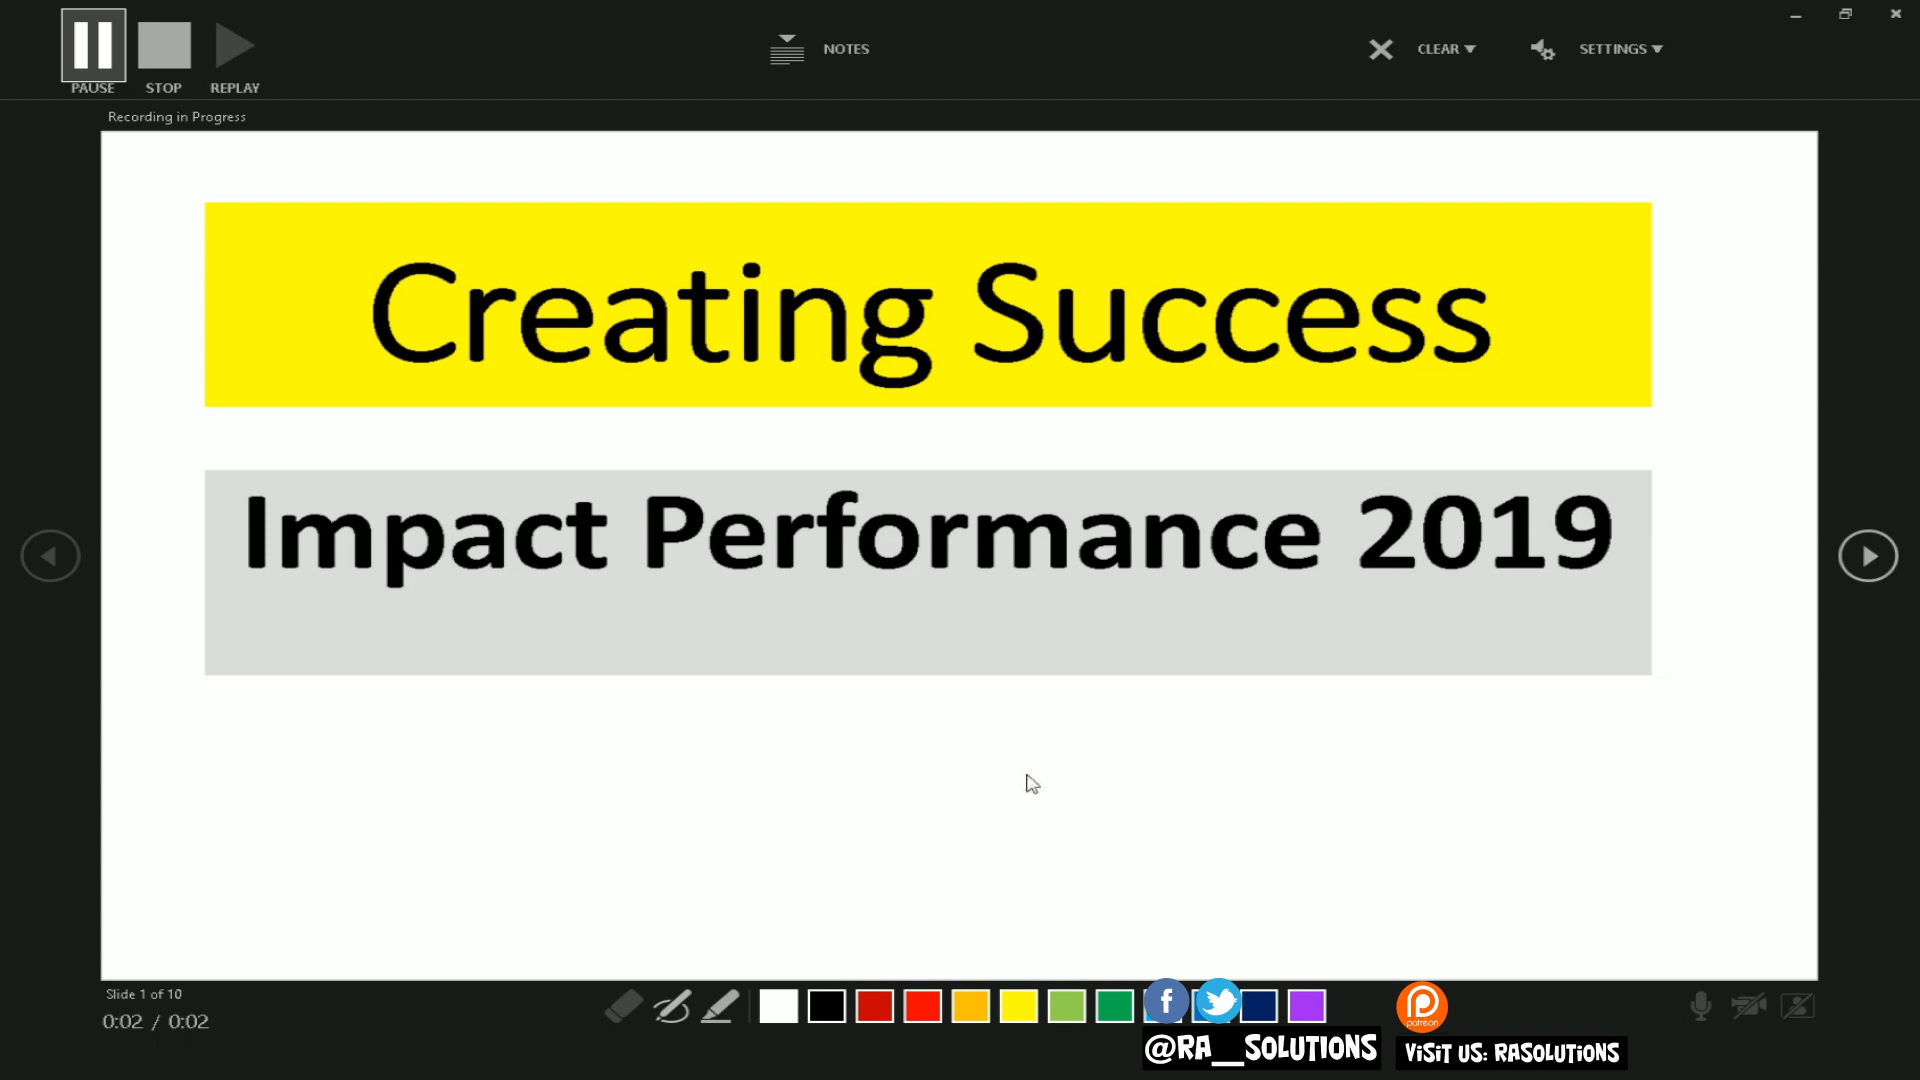 PAUSE STOP REPLAY
NOTES
CLEAR
SETTINGS
Recording in Progress
Creating Success
Impact Performance 2019
Slide 1 of 10
0:02 / 0:02
f
patreon
@RA__SOLUTIONS
ViSiT US: RASOLUTiONS